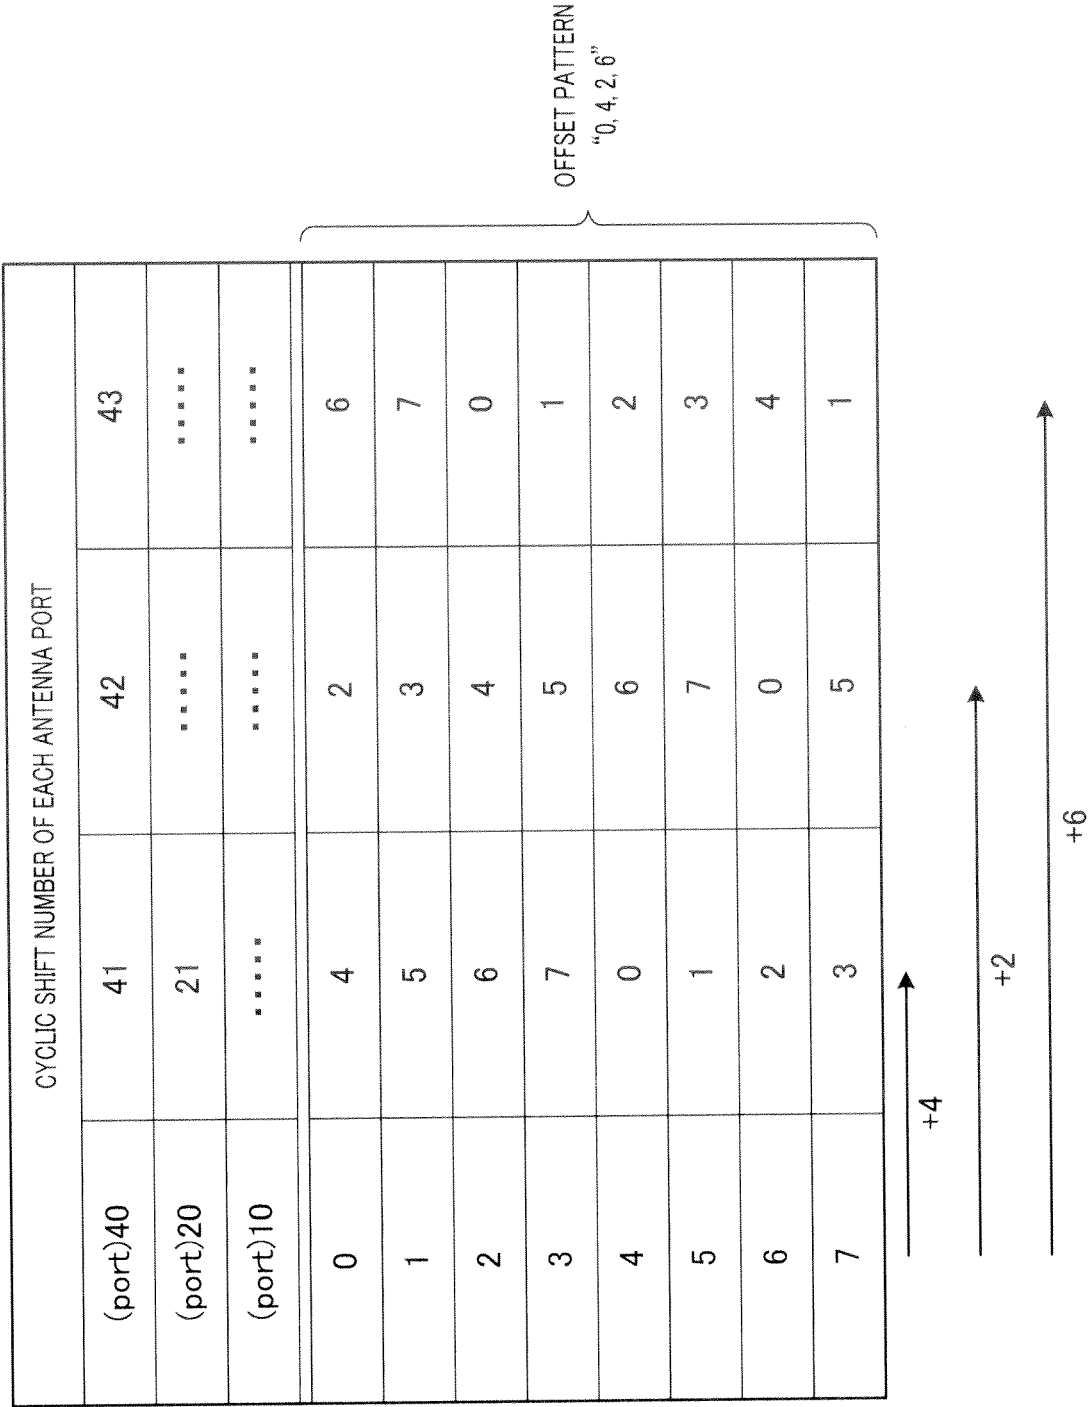 CYCLIC SHIFT NUMBER OF EACH ANTENNA PORT
(port)40 41 42 43
(port)20 21 ..... .....
(port)10 ..... ..... .....
0 4 2 6
1 5 3 7
2 6 4 0
3 7 5 1
4 0 6 2
5 1 7 3
6 2 0 4
7 3 5 1
OFFSET PATTERN
“0, 4, 2, 6”
+4
+2
+6